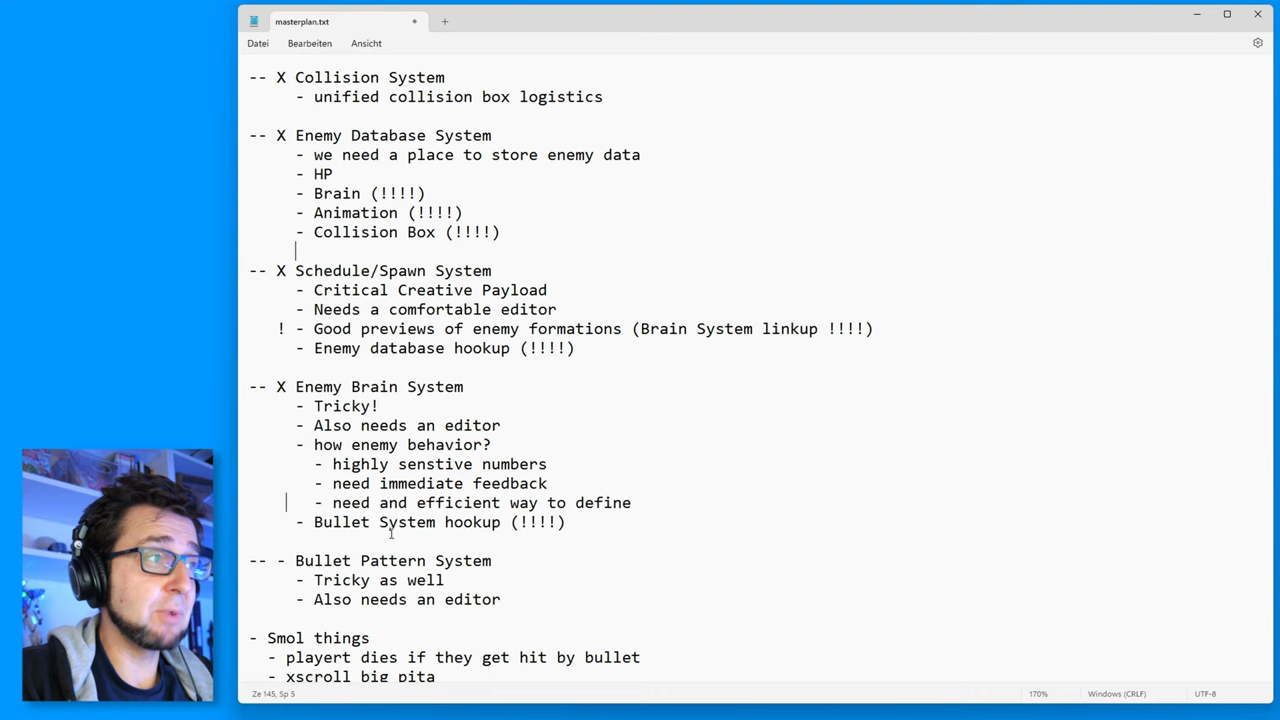 masterplan.txt
Datei Bearbeiten Ansicht
-- X Collision System
- unified collision box logistics
-- X Enemy Database System
- we need a place to store enemy data
- HP
- Brain (!!!!)
- Animation (!!!!)
- Collision Box (!!!!)
-- X Schedule/Spawn System
- Critical Creative Payload
- Needs a comfortable editor
! - Good previews of enemy formations (Brain System linkup !!!!)
- Enemy database hookup (!!!!)
-- X Enemy Brain System
- Tricky!
- Also needs an editor
- how enemy behavior?
- highly senstive numbers
- need immediate feedback
- need and efficient way to define
- Bullet System hookup (!!!!)
-- - Bullet Pattern System
- Tricky as well
- Also needs an editor
- Smol things
- playert dies if they get hit by bullet
- xscroll big pita
Ze 145, Sp 5 170% Windows (CRLF) UTF-8